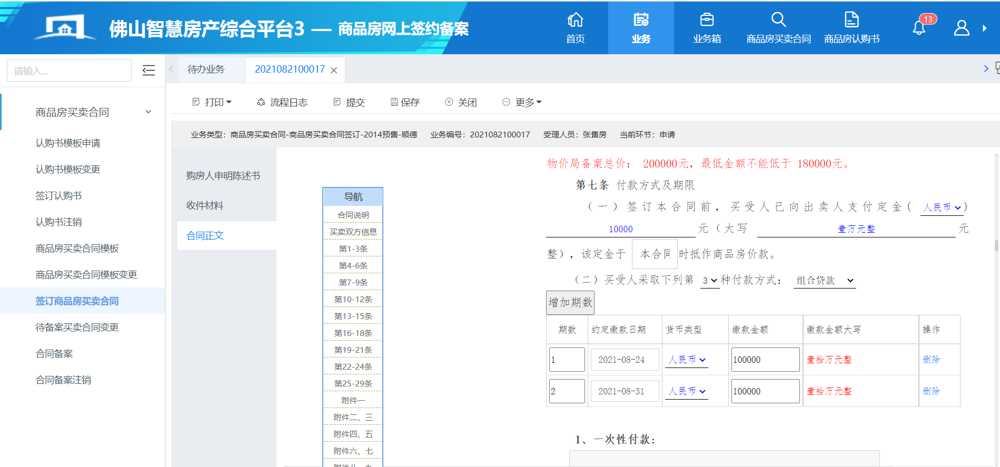 佛山智慧房产综合平台3 — 商品房网上签约备案
首页
业务
业务箱
商品房买卖合同
商品房认购书
13
请输入...
待办业务
2021082100017
商品房买卖合同
认购书模板申请
认购书模板变更
签订认购书
认购书注销
商品房买卖合同模板
商品房买卖合同模板变更
签订商品房买卖合同
待备案买卖合同变更
合同备案
合同备案注销
打印
流程日志
提交
保存
关闭
更多
业务类型：商品房买卖合同-商品房买卖合同签订-2014预售-顺德 业务编号：2021082100017 受理人员：张售房 当前环节：申请
购房人申明陈述书
收件材料
合同正文
导航
合同说明
买卖双方信息
第1-3条
第4-6条
第7-9条
第10-12条
第13-15条
第16-18条
第19-21条
第22-24条
第25-29条
附件一
附件二、三
附件四、五
附件六、七
附件八、九
物价局备案总价： 200000元，最低金额不能低于 180000元。
第七条 付款方式及期限
（一）签订本合同前，买受人已向出卖人支付定金( 人民币 )
10000 元（大写 壹万元整 元
整），该定金于 本合同 时抵作商品房价款。
（二）买受人采取下列第 3 种付款方式： 组合贷款
增加期数
期数 约定缴款日期 货币类型 缴款金额 缴款金额大写 操作
1 2021-08-24 人民币 100000 壹拾万元整 删除
2 2021-08-31 人民币 100000 壹拾万元整 删除
1、一次性付款：